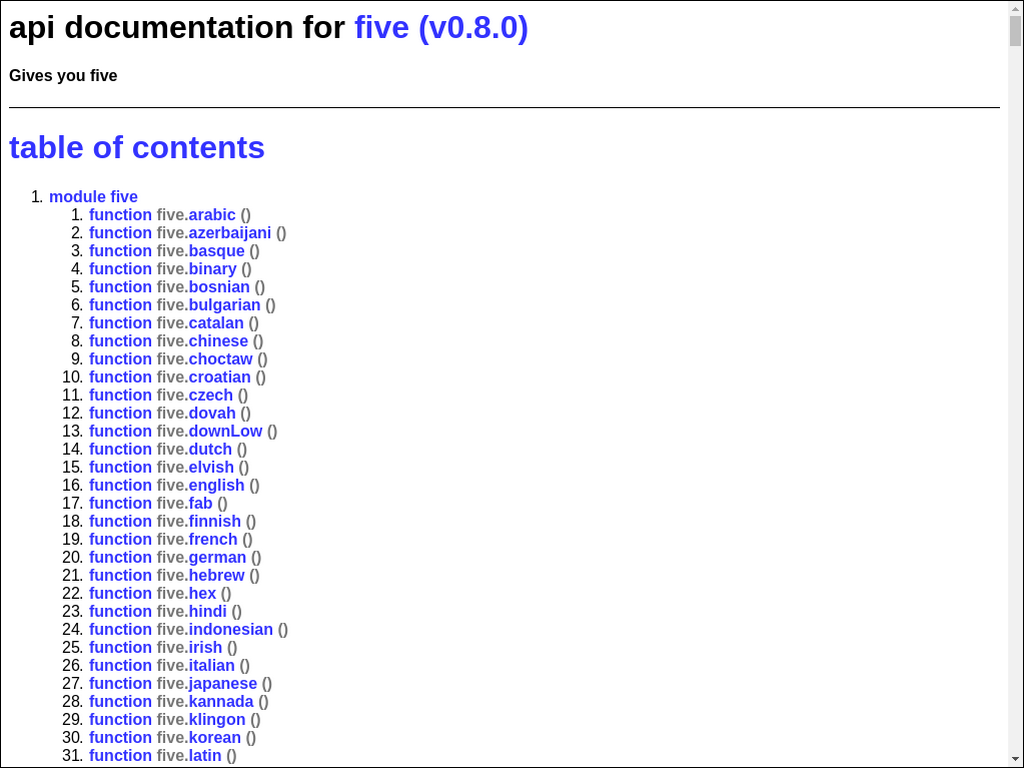 api documentation for five (v0.8.0)
Gives you five
table of contents
1. module five
1. function five.arabic ()
2. function five.azerbaijani ()
3. function five.basque ()
4. function five.binary ()
5. function five.bosnian ()
6. function five.bulgarian ()
7. function five.catalan ()
8. function five.chinese ()
9. function five.choctaw ()
10. function five.croatian ()
11. function five.czech ()
12. function five.dovah ()
13. function five.downLow ()
14. function five.dutch ()
15. function five.elvish ()
16. function five.english ()
17. function five.fab ()
18. function five.finnish ()
19. function five.french ()
20. function five.german ()
21. function five.hebrew ()
22. function five.hex ()
23. function five.hindi ()
24. function five.indonesian ()
25. function five.irish ()
26. function five.italian ()
27. function five.japanese ()
28. function five.kannada ()
29. function five.klingon ()
30. function five.korean ()
31. function five.latin ()